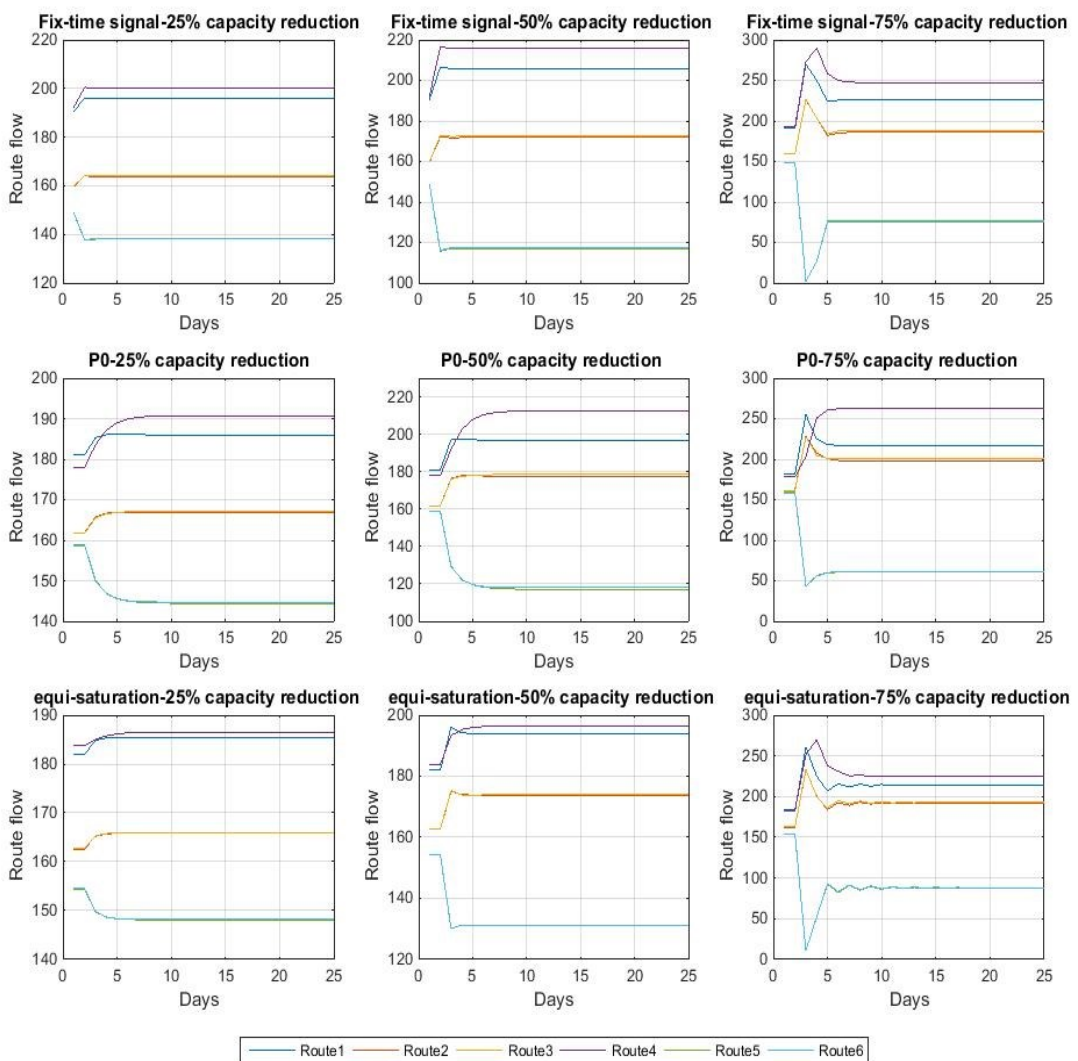 Fix-time signal-25% capacity reduction
220
200
180
160
140
120
Route flow
0 5 10 15 20 25
Days
Fix-time signal-50% capacity reduction
220
200
180
160
140
120
100
Route flow
0 5 10 15 20 25
Days
Fix-time signal-75% capacity reduction
300
250
200
150
100
50
0
Route flow
0 5 10 15 20 25
Days
P0-25% capacity reduction
200
190
180
170
160
150
140
Route flow
0 5 10 15 20 25
Days
P0-50% capacity reduction
220
200
180
160
140
120
100
Route flow
0 5 10 15 20 25
Days
P0-75% capacity reduction
300
250
200
150
100
50
0
Route flow
0 5 10 15 20 25
Days
equi-saturation-25% capacity reduction
190
180
170
160
150
140
Route flow
0 5 10 15 20 25
Days
equi-saturation-50% capacity reduction
200
180
160
140
120
Route flow
0 5 10 15 20 25
Days
equi-saturation-75% capacity reduction
300
250
200
150
100
50
0
Route flow
0 5 10 15 20 25
Days
Route1 Route2 Route3 Route4 Route5 Route6